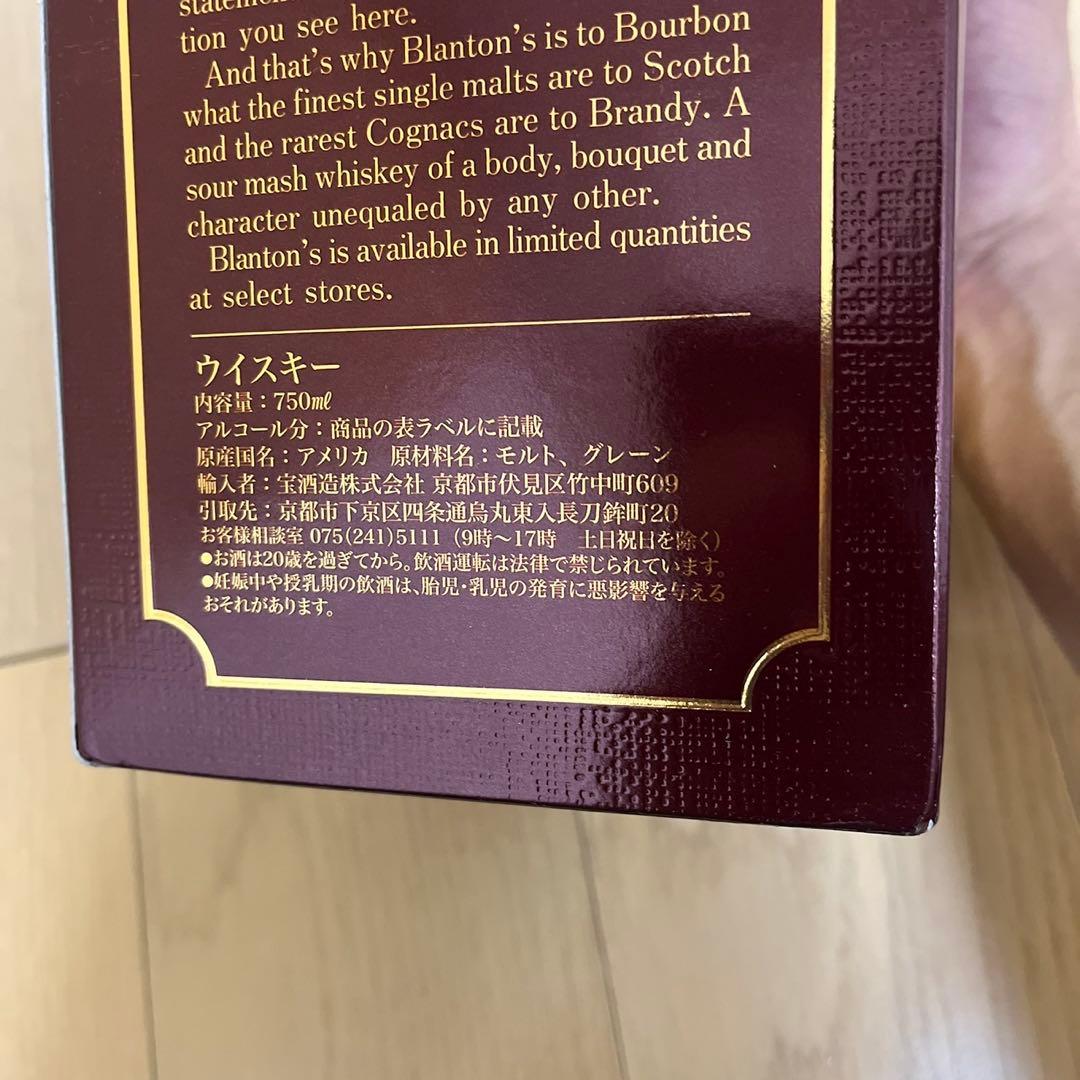 statemen
tion you see here.
And that's why Blanton's is to Bourbon
what the finest single malts are to Scotch
and the rarest Cognacs are to Brandy. A
sour mash whiskey of a body, bouquet and
character unequaled by any other.
Blanton's is available in limited quantities
at select stores.
ウイスキー
内容量：750㎖
アルコール分：商品の表ラベルに記載
原産国名：アメリカ 原材料名：モルト、グレーン
輸入者：宝酒造株式会社 京都市伏見区竹中町609
引取先：京都市下京区四条通烏丸東入長刀鉾町20
お客様相談室 075(241)5111（9時〜17時 土日祝日を除く）
●お酒は20歳を過ぎてから。飲酒運転は法律で禁じられています。
●妊娠中や授乳期の飲酒は、胎児・乳児の発育に悪影響を与える
おそれがあります。